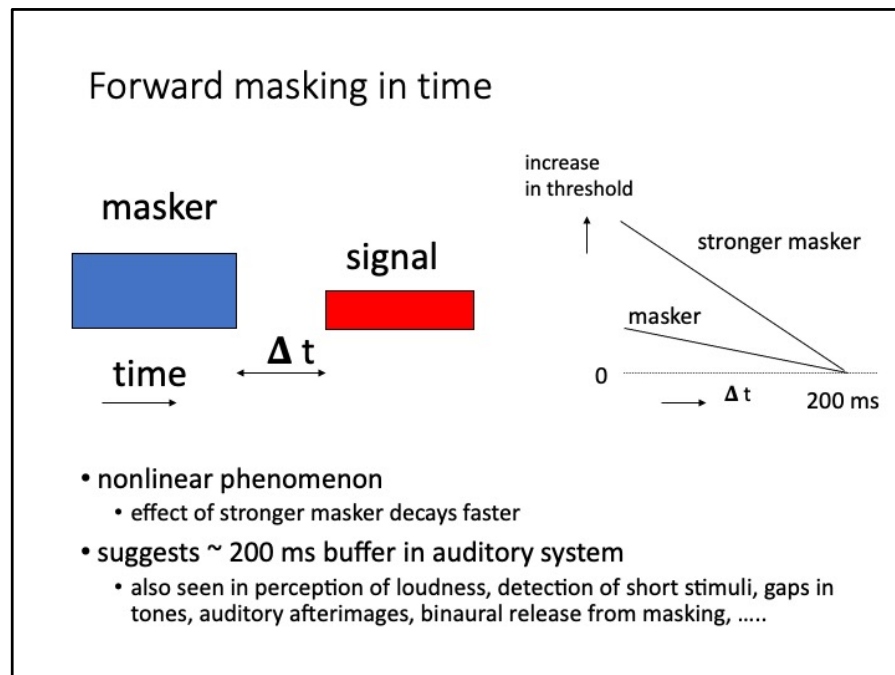 Forward masking in time
masker
signal
Δ t
time
increase
in threshold
stronger masker
masker
0
Δ t
200 ms
• nonlinear phenomenon
• effect of stronger masker decays faster
• suggests ~ 200 ms buffer in auditory system
• also seen in perception of loudness, detection of short stimuli, gaps in
tones, auditory afterimages, binaural release from masking, .....